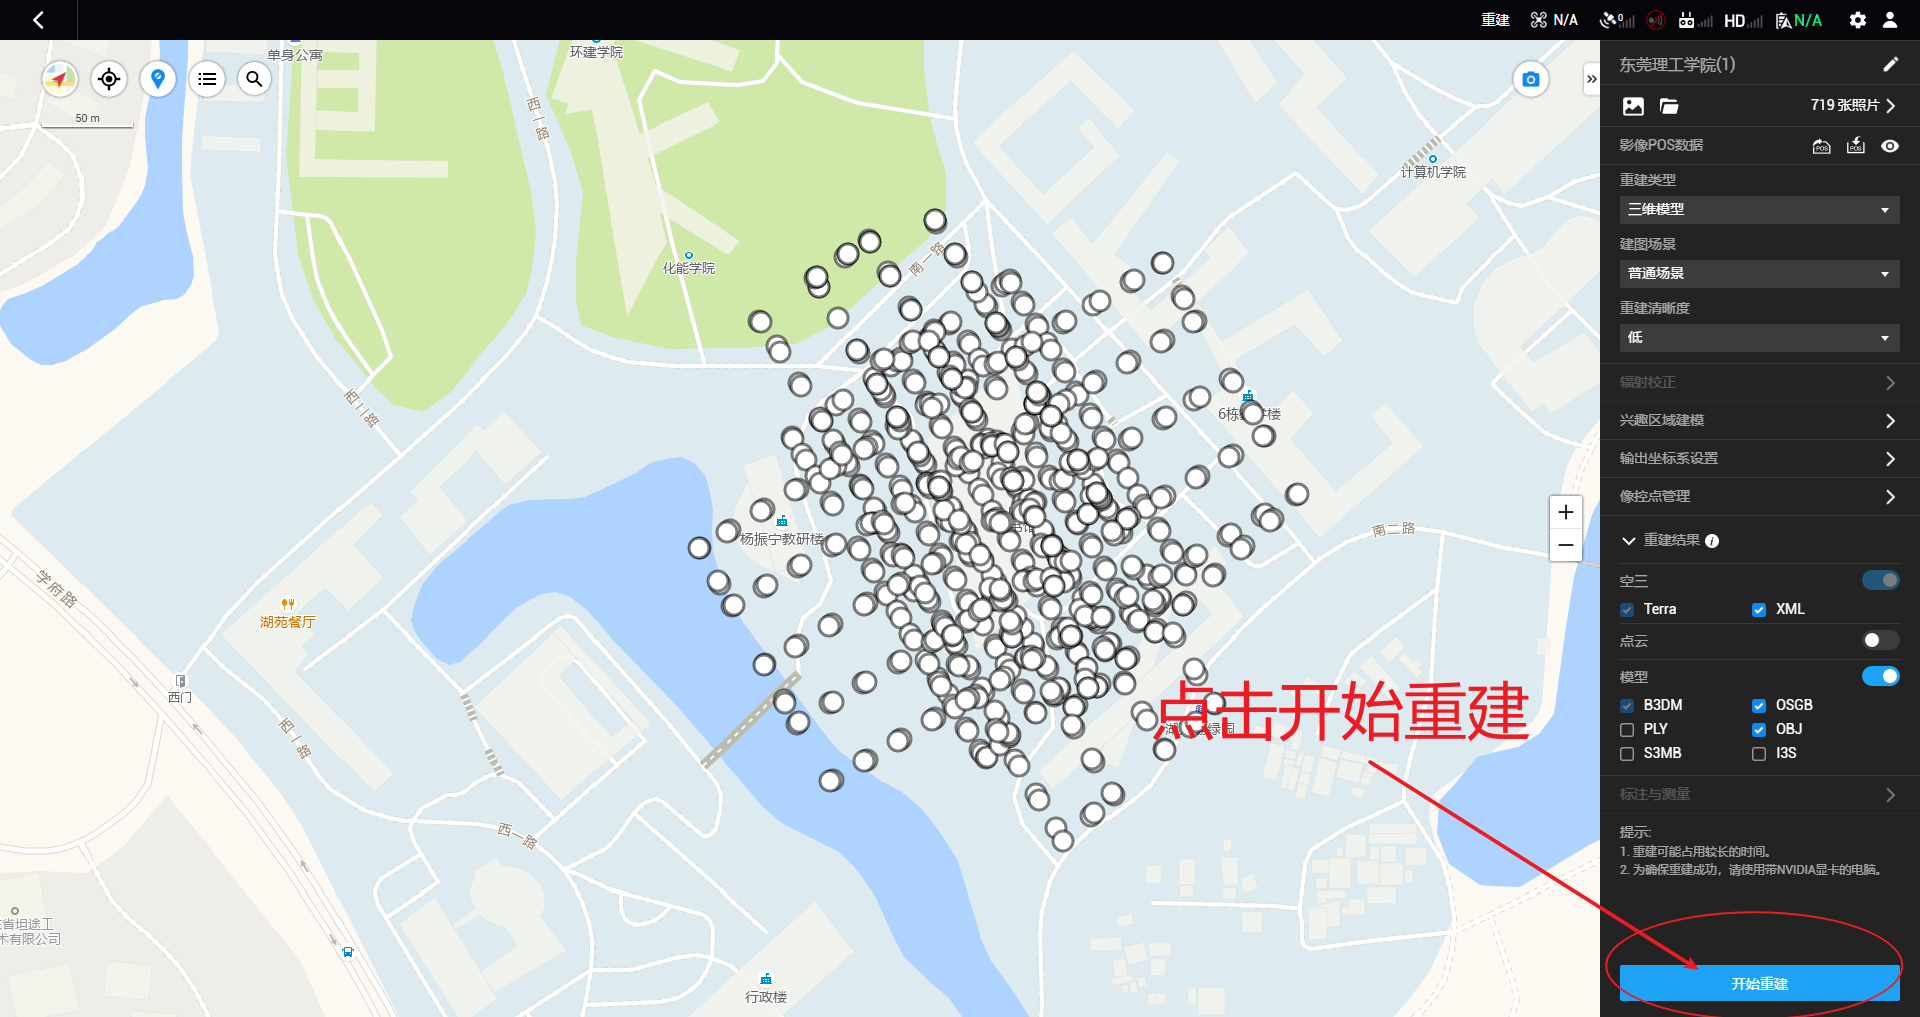 重建
N/A
0
HD
N/A
东莞理工学院(1)
719 张照片
影像POS数据
POS
POS
重建类型
三维模型
建图场景
普通场景
重建清晰度
低
辐射校正
兴趣区域建模
输出坐标系设置
像控点管理
重建结果
空三
Terra
XML
点云
模型
B3DM
OSGB
PLY
OBJ
S3MB
I3S
标注与测量
提示:
1. 重建可能占用较长的时间。
2. 为确保重建成功，请使用带NVIDIA显卡的电脑。
开始重建
50 m
单身公寓
环建学院
西一路
计算机学院
化能学院
南一路
西二路
6栋
学楼
杨振宁教研楼
书馆
南二路
学府路
湖苑餐厅
西门
西一路
点击开始重建
湖
绿园
西一路
省坦途工
术有限公司
行政楼